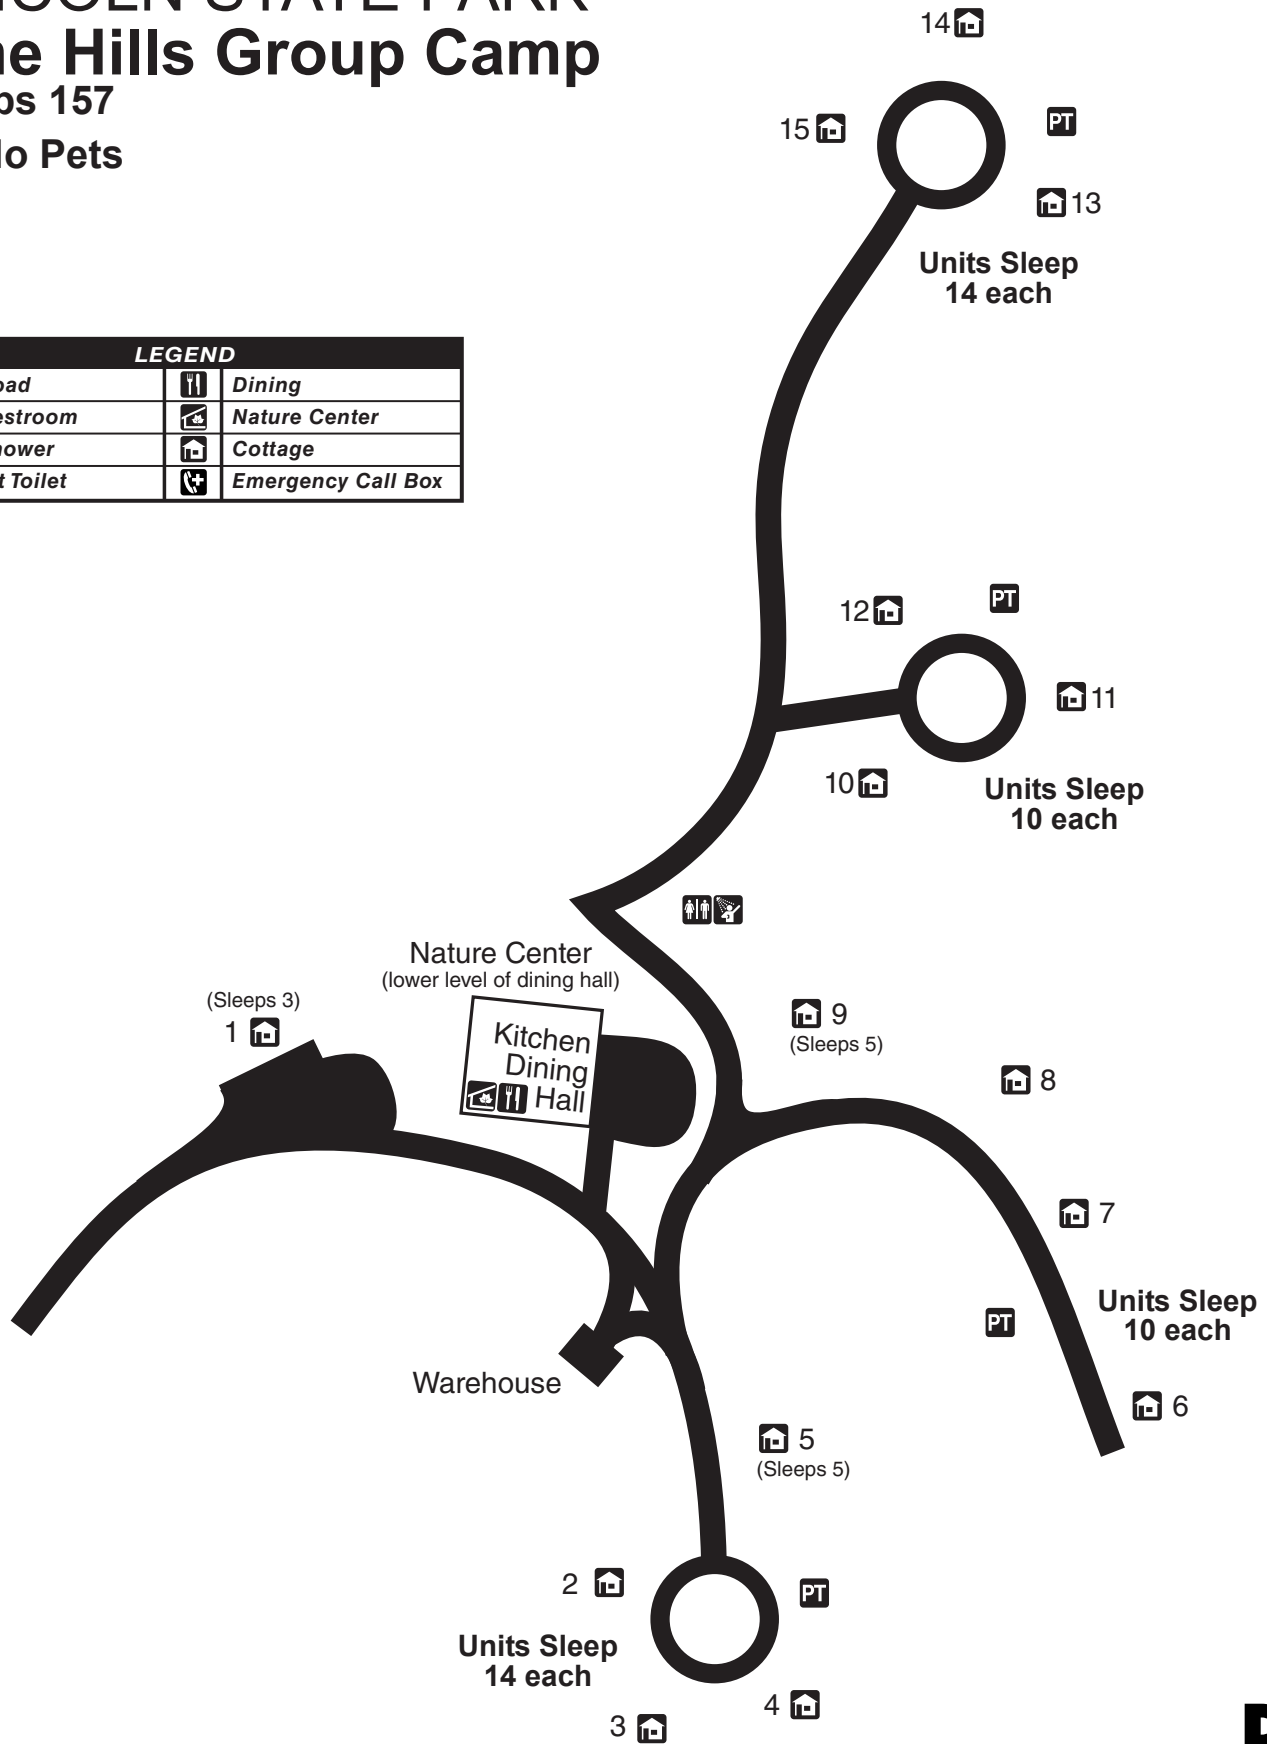 NCOLN STATE PARK
ne Hills Group Camp
ps 157
lo Pets
14
15
PT
13
Units Sleep
14 each
LEGEND
oad Dining
estroom Nature Center
hower Cottage
t Toilet Emergency Call Box
12
PT
11
10
Units Sleep
10 each
Nature Center
(lower level of dining hall)
(Sleeps 3)
1
Kitchen
Dining
Hall
9
(Sleeps 5)
8
7
Units Sleep
10 each
PT
6
Warehouse
5
(Sleeps 5)
2
PT
Units Sleep
14 each
4
3